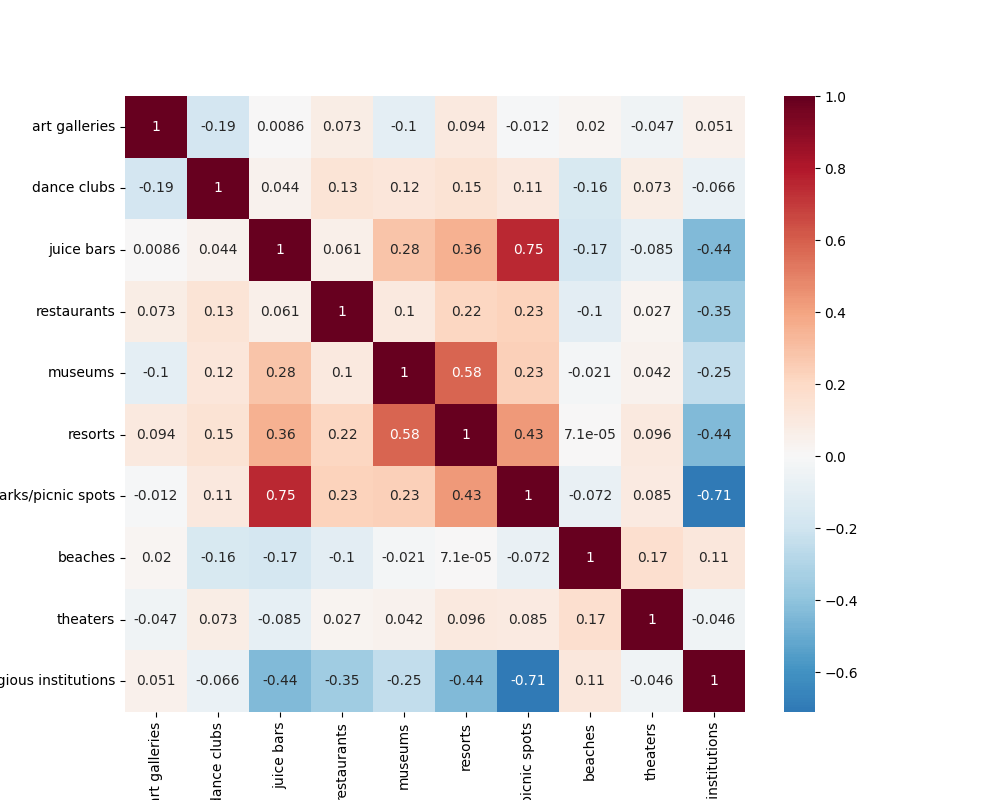 art galleries 1 -0.19 0.0086 0.073 -0.1 0.094 -0.012 0.02 -0.047 0.051
dance clubs -0.19 1 0.044 0.13 0.12 0.15 0.11 -0.16 0.073 -0.066
juice bars 0.0086 0.044 1 0.061 0.28 0.36 0.75 -0.17 -0.085 -0.44
restaurants 0.073 0.13 0.061 1 0.1 0.22 0.23 -0.1 0.027 -0.35
museums -0.1 0.12 0.28 0.1 1 0.58 0.23 -0.021 0.042 -0.25
resorts 0.094 0.15 0.36 0.22 0.58 1 0.43 7.1e-05 0.096 -0.44
arks/picnic spots -0.012 0.11 0.75 0.23 0.23 0.43 1 -0.072 0.085 -0.71
beaches 0.02 -0.16 -0.17 -0.1 -0.021 7.1e-05 -0.072 1 0.17 0.11
theaters -0.047 0.073 -0.085 0.027 0.042 0.096 0.085 0.17 1 -0.046
gious institutions 0.051 -0.066 -0.44 -0.35 -0.25 -0.44 -0.71 0.11 -0.046 1
art galleries
dance clubs
juice bars
restaurants
museums
resorts
picnic spots
beaches
theaters
institutions
1.0
0.8
0.6
0.4
0.2
0.0
−0.2
−0.4
−0.6